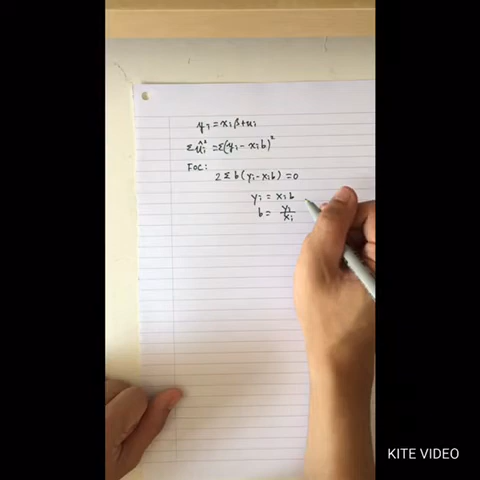 yi = xiβ+ui
Σûi² = Σ(yi - xib)²
FOC:
2Σb(yi-xib) = 0
yi = xib
b = yi/xi
KITE VIDEO